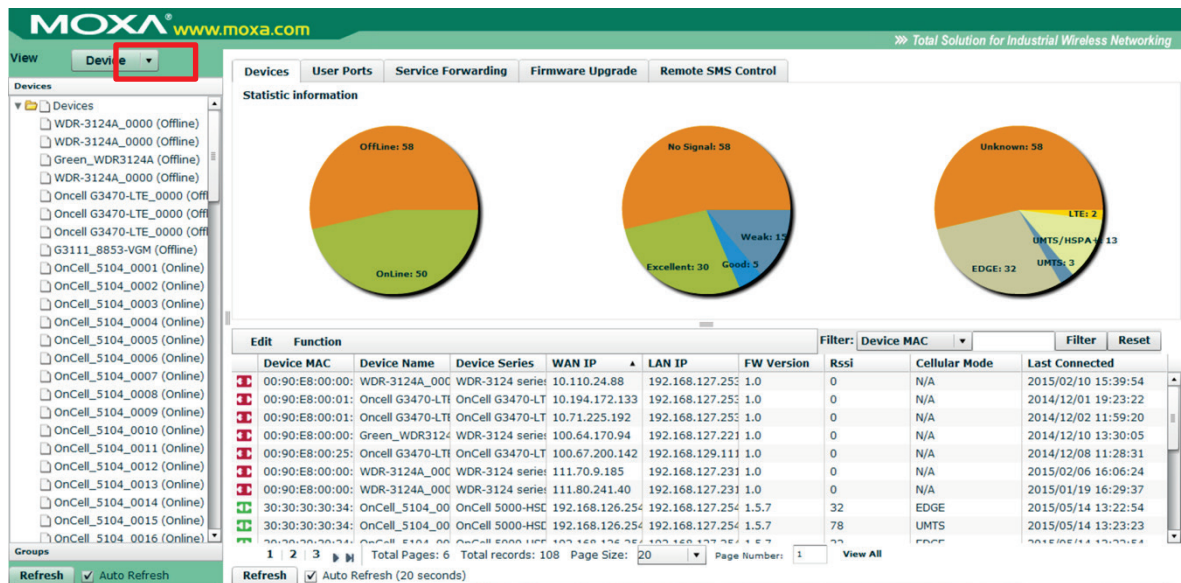 MOXA® www.moxa.com
Total Solution for Industrial Wireless Networking
View Device
Devices
Devices
WDR-3124A_0000 (Offline)
WDR-3124A_0000 (Offline)
Green_WDR3124A (Offline)
WDR-3124A_0000 (Offline)
Oncell G3470-LTE_0000 (Offl
Oncell G3470-LTE_0000 (Offl
Oncell G3470-LTE_0000 (Offl
G3111_8853-VGM (Offline)
OnCell_5104_0001 (Online)
OnCell_5104_0002 (Online)
OnCell_5104_0003 (Online)
OnCell_5104_0004 (Online)
OnCell_5104_0005 (Online)
OnCell_5104_0006 (Online)
OnCell_5104_0007 (Online)
OnCell_5104_0008 (Online)
OnCell_5104_0009 (Online)
OnCell_5104_0010 (Online)
OnCell_5104_0011 (Online)
OnCell_5104_0012 (Online)
OnCell_5104_0013 (Online)
OnCell_5104_0014 (Online)
OnCell_5104_0015 (Online)
OnCell_5104_0016 (Online)
Groups
Refresh Auto Refresh
Devices User Ports Service Forwarding Firmware Upgrade Remote SMS Control
Statistic information
OffLine: 58
OnLine: 50
No Signal: 58
Weak: 15
Good: 5
Excellent: 30
Unknown: 58
LTE: 2
UMTS/HSPA+: 13
UMTS: 3
EDGE: 32
Edit Function Filter: Device MAC Filter Reset
Device MAC Device Name Device Series WAN IP LAN IP FW Version Rssi Cellular Mode Last Connected
00:90:E8:00:00: WDR-3124A_000 WDR-3124 series 10.110.24.88 192.168.127.253 1.0 0 N/A 2015/02/10 15:39:54
00:90:E8:00:01: Oncell G3470-LTE OnCell G3470-LT 10.194.172.133 192.168.127.253 1.0 0 N/A 2014/12/01 19:23:22
00:90:E8:00:01: Oncell G3470-LTE OnCell G3470-LT 10.71.225.192 192.168.127.253 1.0 0 N/A 2014/12/02 11:59:20
00:90:E8:00:00: Green_WDR3124 WDR-3124 series 100.64.170.94 192.168.127.221 1.0 0 N/A 2014/12/10 13:30:05
00:90:E8:00:25: Oncell G3470-LTE OnCell G3470-LT 100.67.200.142 192.168.129.111 1.0 0 N/A 2014/12/08 11:28:31
00:90:E8:00:00: WDR-3124A_000 WDR-3124 series 111.70.9.185 192.168.127.231 1.0 0 N/A 2015/02/06 16:06:24
00:90:E8:00:00: WDR-3124A_000 WDR-3124 series 111.80.241.40 192.168.127.231 1.0 0 N/A 2015/01/19 16:29:37
30:30:30:30:34: OnCell_5104_00 OnCell 5000-HSD 192.168.126.254 192.168.127.254 1.5.7 32 EDGE 2015/05/14 13:22:54
30:30:30:30:34: OnCell_5104_00 OnCell 5000-HSD 192.168.126.254 192.168.127.254 1.5.7 78 UMTS 2015/05/14 13:23:23
1 2 3 Total Pages: 6 Total records: 108 Page Size: 20 Page Number: 1 View All
Refresh Auto Refresh (20 seconds)